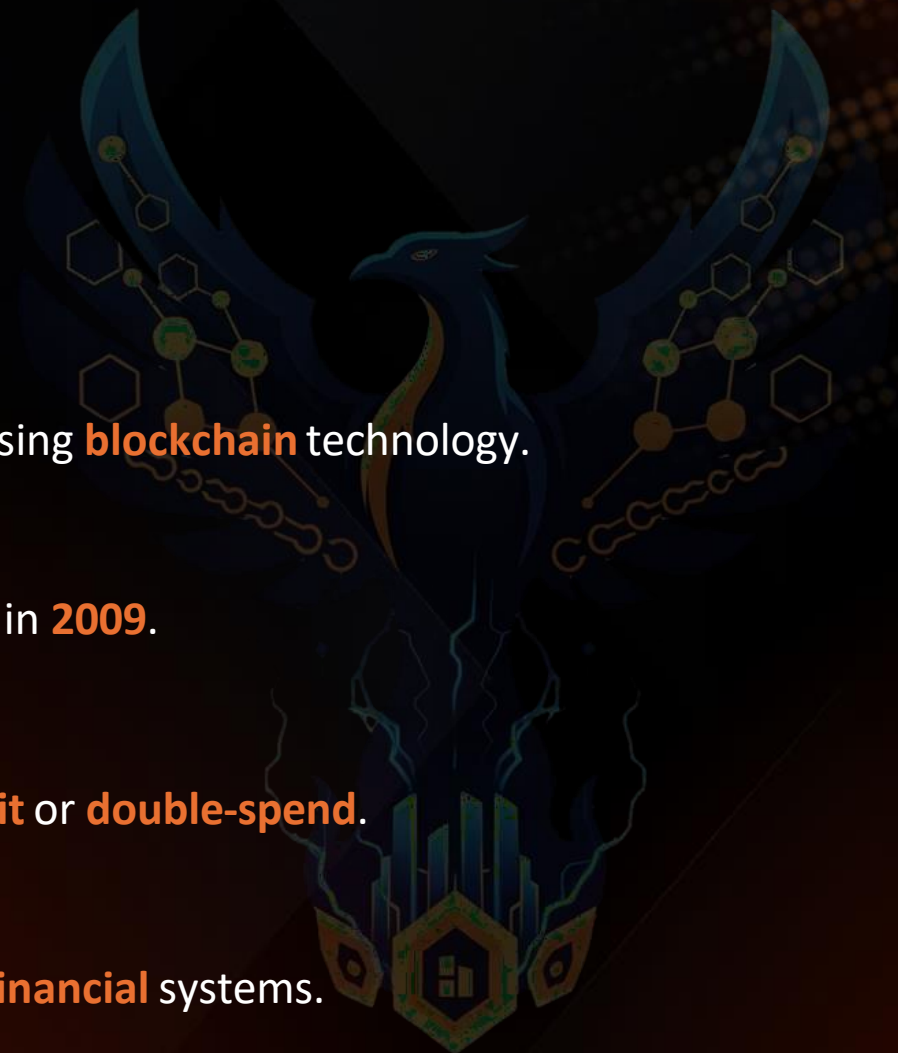 sing blockchain technology.
in 2009.
it or double-spend.
inancial systems.